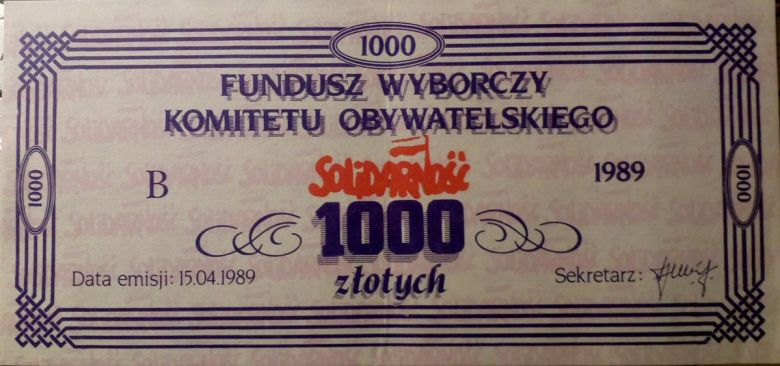 1000
FUNDUSZ WYBORCZY
KOMITETU OBYWATELSKIEGO
SOLIDARNOŚĆ
B
1989
1000
1000
1000
złotych
Data emisji: 15.04.1989
Sekretarz: